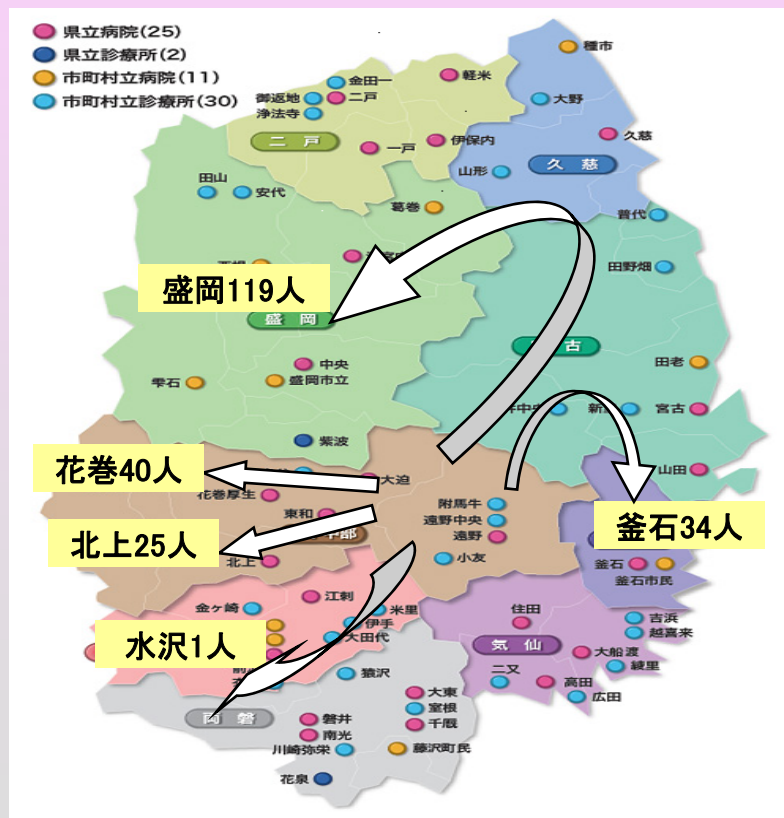 県立病院(25)
県立診療所(2)
市町村立病院(11)
市町村立診療所(30)
種市
金田一
軽米
御返地
二戸
大野
浄法寺
二戸
伊保内
久慈
一戸
山形
久慈
田山
安代
葛巻
普代
田野畑
盛岡119人
盛岡
古
中央
田老
雫石
盛岡市立
宮古
紫波
花巻40人
大迫
山田
花巻厚生
附馬牛
東和
遠野中央
釜石34人
遠野
北上25人
部
小友
釜石
北上
釜石市民
江刺
金ヶ崎
米里
住田
吉浜
伊手
越喜来
水沢1人
大田代
気仙
大船渡
綾里
猿沢
二又
高田
大東
広田
室根
両磐
磐井
千厩
南光
川崎弥栄
藤沢町民
花泉